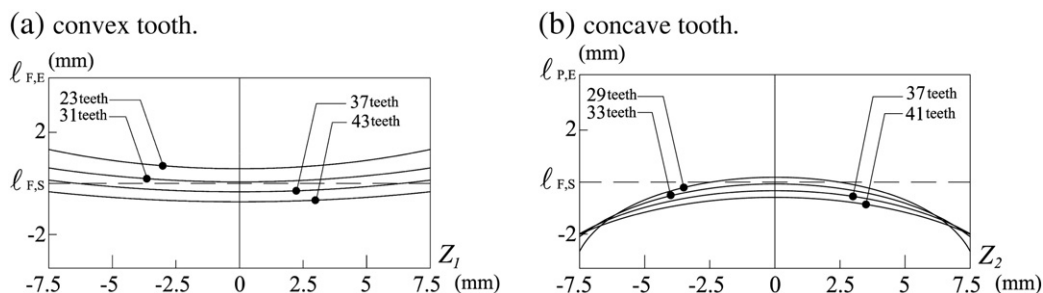 (a) convex tooth.
(mm)
ℓ F,E
23teeth
31teeth
37teeth
43teeth
2
ℓ F,S
-2
Z1
-7.5 -5 -2.5 0 2.5 5 7.5 (mm)
(b) concave tooth.
(mm)
ℓ P,E
29teeth
33teeth
37teeth
41teeth
2
ℓ F,S
-2
Z2
-7.5 -5 -2.5 0 2.5 5 7.5 (mm)